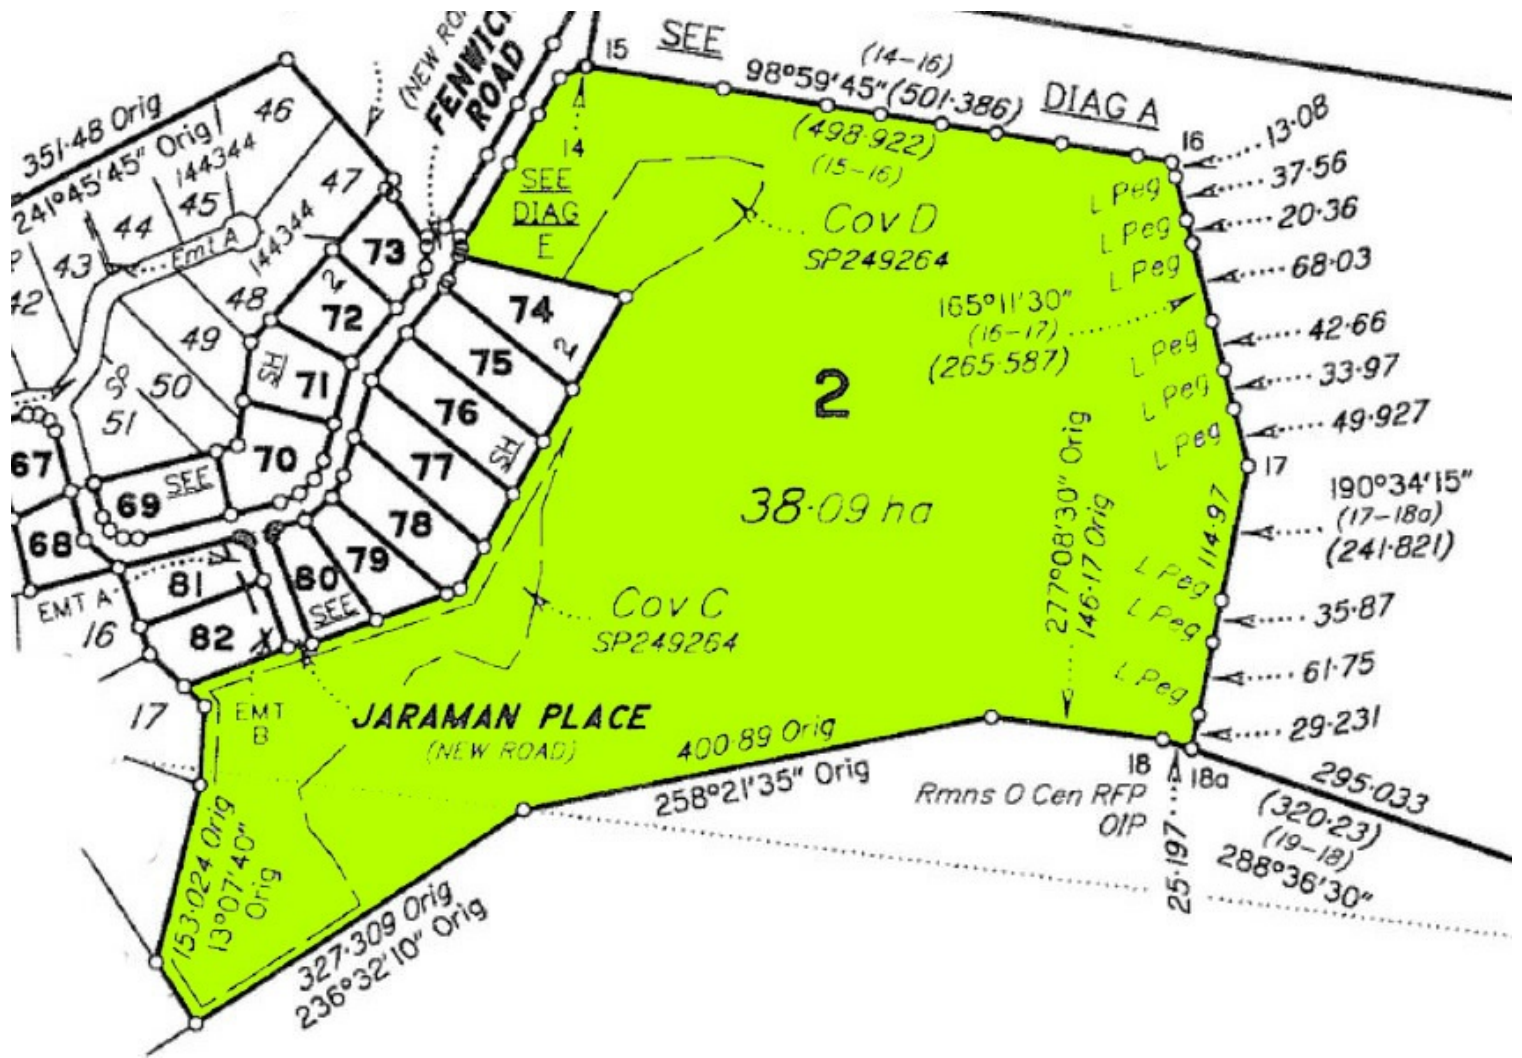 (NEW RO
FENWICK
ROAD
15
SEE
(14-16)
98°59'45" (501·386)
DIAG A
(498·922)
(15-16)
14
16
13·08
37·56
20·36
68·03
42·66
33·97
49·927
17
190°34'15"
(17-18a)
(241·821)
114·97
35·87
61·75
29·231
L Peg
L Peg
L Peg
L Peg
L Peg
L Peg
L Peg
L Peg
L Peg
351·48 Orig
241°45'45" Orig
46
144344
45
44
43
42
Emt A
47
144344
48
49
50
51
SP
73
72
2
71
HS
70
69
SEE
67
68
SEE
DIAG
E
74
2
75
76
HS
77
78
79
80
SEE
81
82
EMT A
16
17
Cov D
SP249264
165°11'30"
(16-17)
(265·587)
2
38·09 ha
277°08'30" Orig
146·17 Orig
Cov C
SP249264
EMT
B
JARAMAN PLACE
(NEW ROAD)
400·89 Orig
258°21'35" Orig
18
18a
Rmns O Cen RFP
OIP
25·197
295·033
(320·23)
(19-18)
288°36'30"
153·024 Orig
13°07'40"
Orig
327·309 Orig
236°32'10" Orig